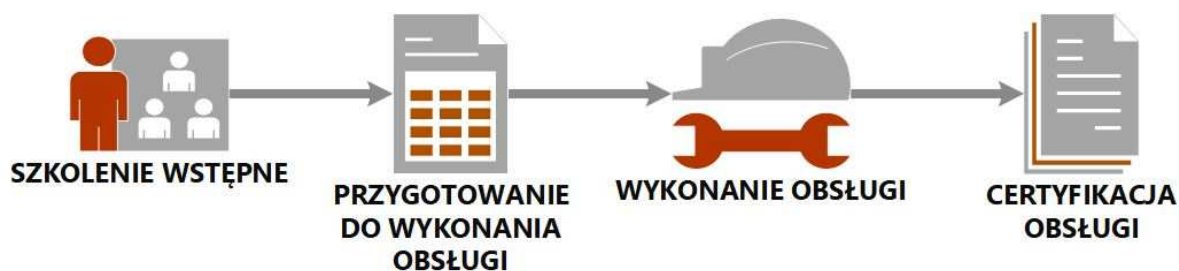 SZKOLENIE WSTĘPNE
PRZYGOTOWANIE
DO WYKONANIA
OBSŁUGI
WYKONANIE OBSŁUGI
CERTYFIKACJA
OBSŁUGI